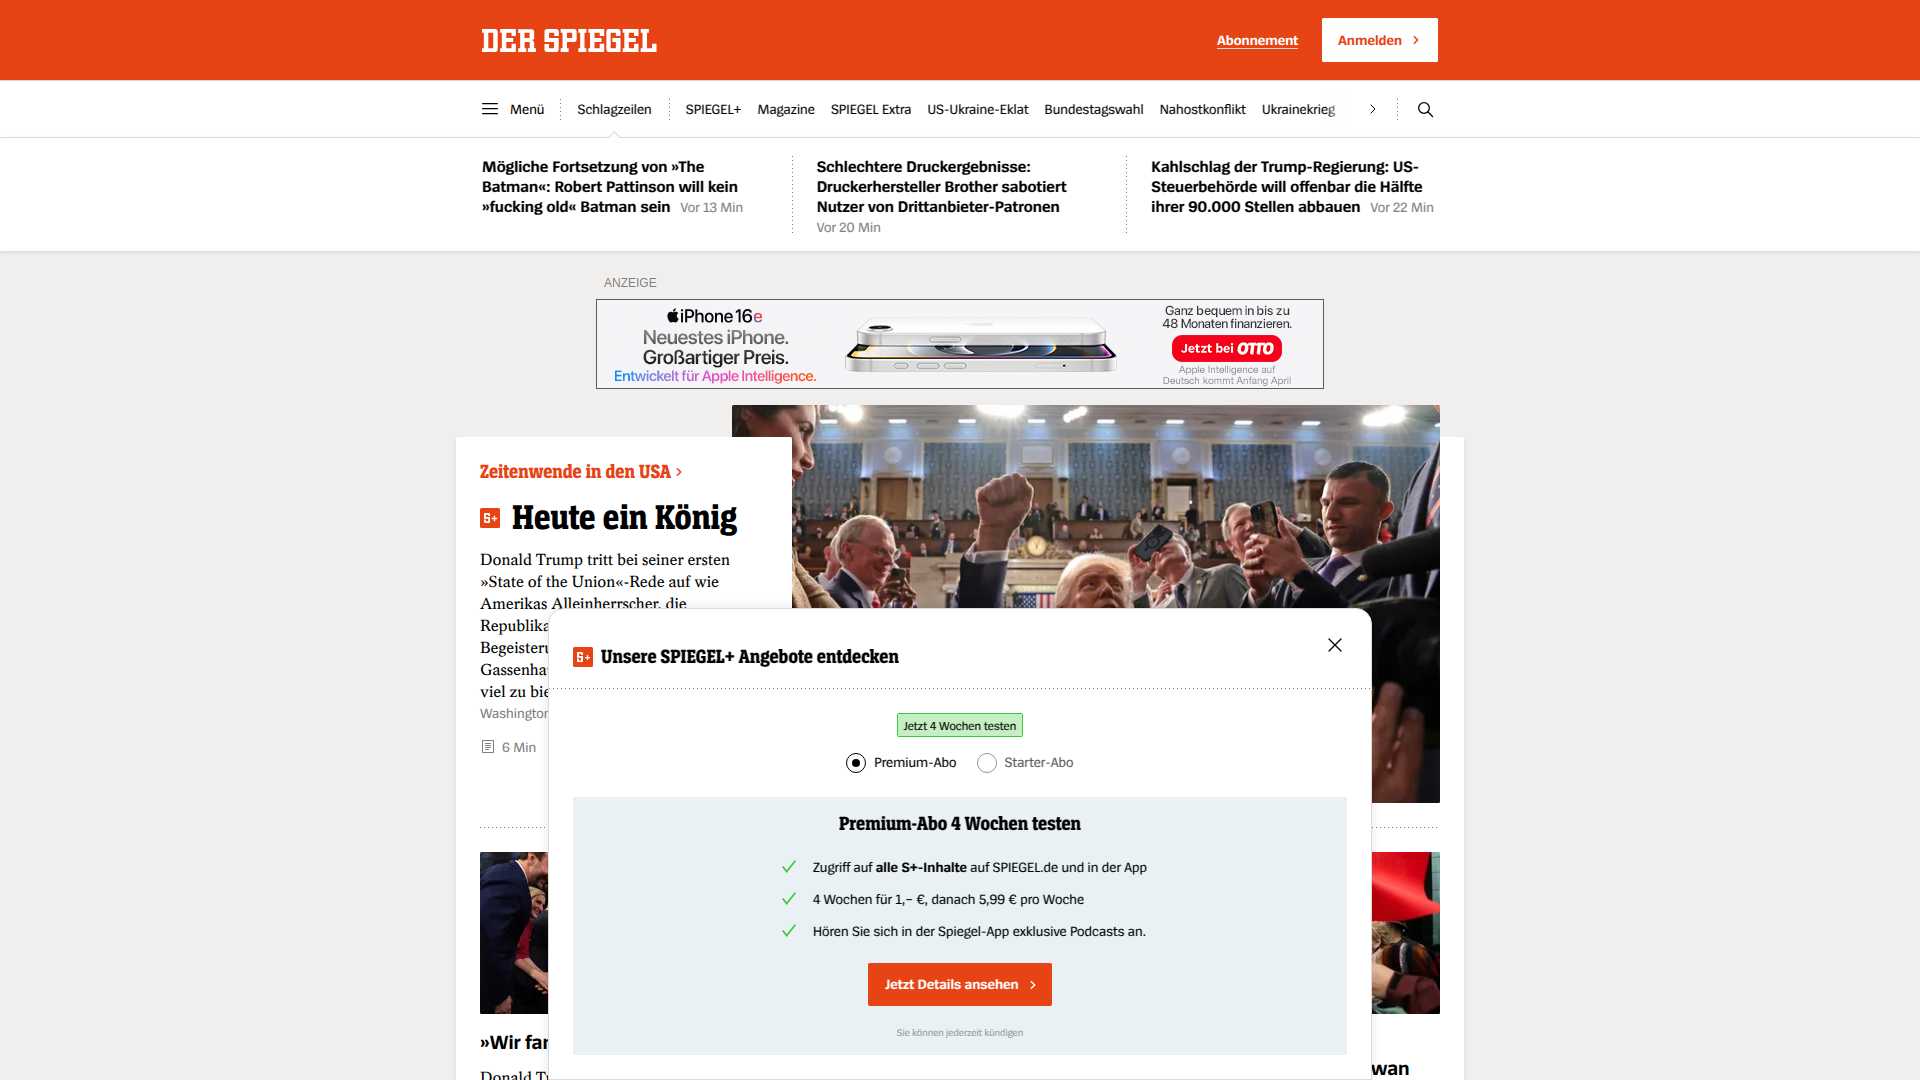 DER SPIEGEL
Abonnement
Anmelden
Menü
Schlagzeilen
SPIEGEL+
Magazine
SPIEGEL Extra
US-Ukraine-Eklat
Bundestagswahl
Nahostkonflikt
Ukrainekrieg
Mögliche Fortsetzung von »The
Batman«: Robert Pattinson will kein
»fucking old« Batman sein Vor 13 Min
Schlechtere Druckergebnisse:
Druckerhersteller Brother sabotiert
Nutzer von Drittanbieter-Patronen
Vor 20 Min
Kahlschlag der Trump-Regierung: US-
Steuerbehörde will offenbar die Hälfte
ihrer 90.000 Stellen abbauen Vor 22 Min
ANZEIGE
iPhone 16e
Neuestes iPhone.
Großartiger Preis.
Entwickelt für Apple Intelligence.
Ganz bequem in bis zu
48 Monaten finanzieren.
Jetzt bei OTTO
Apple Intelligence auf
Deutsch kommt Anfang April
Zeitenwende in den USA
S+ Heute ein König
Donald Trump tritt bei seiner ersten
»State of the Union«-Rede auf wie
Amerikas Alleinherrscher, die
Republika
Begeisteru
Gassenha
viel zu bie
Washington
6 Min
S+ Unsere SPIEGEL+ Angebote entdecken
Jetzt 4 Wochen testen
Premium-Abo
Starter-Abo
Premium-Abo 4 Wochen testen
Zugriff auf alle S+-Inhalte auf SPIEGEL.de und in der App
4 Wochen für 1,– €, danach 5,99 € pro Woche
Hören Sie sich in der Spiegel-App exklusive Podcasts an.
Jetzt Details ansehen
Sie können jederzeit kündigen
»Wir far
Donald T
wan